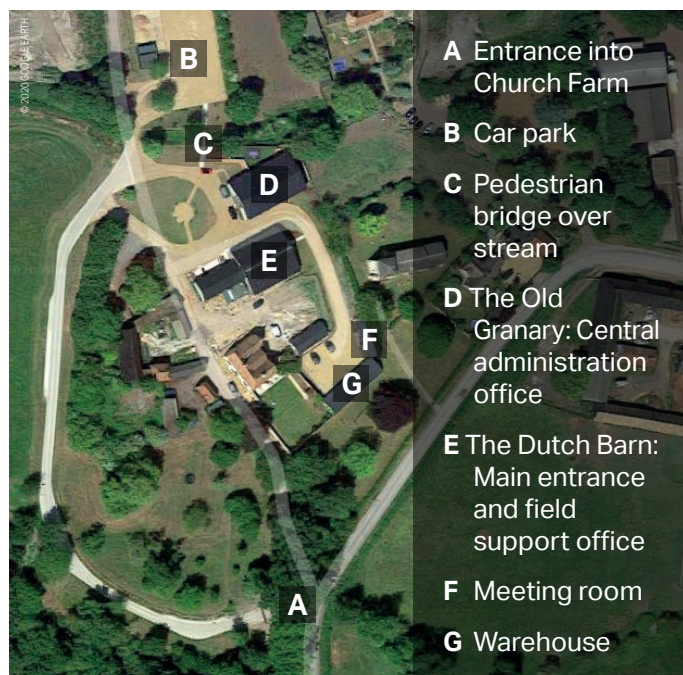 © 2020 GOOGLE EARTH
B
C
D
E
F
G
A
A Entrance into
Church Farm
B Car park
C Pedestrian
bridge over
stream
D The Old
Granary: Central
administration
office
E The Dutch Barn:
Main entrance
and field
support office
F Meeting room
G Warehouse